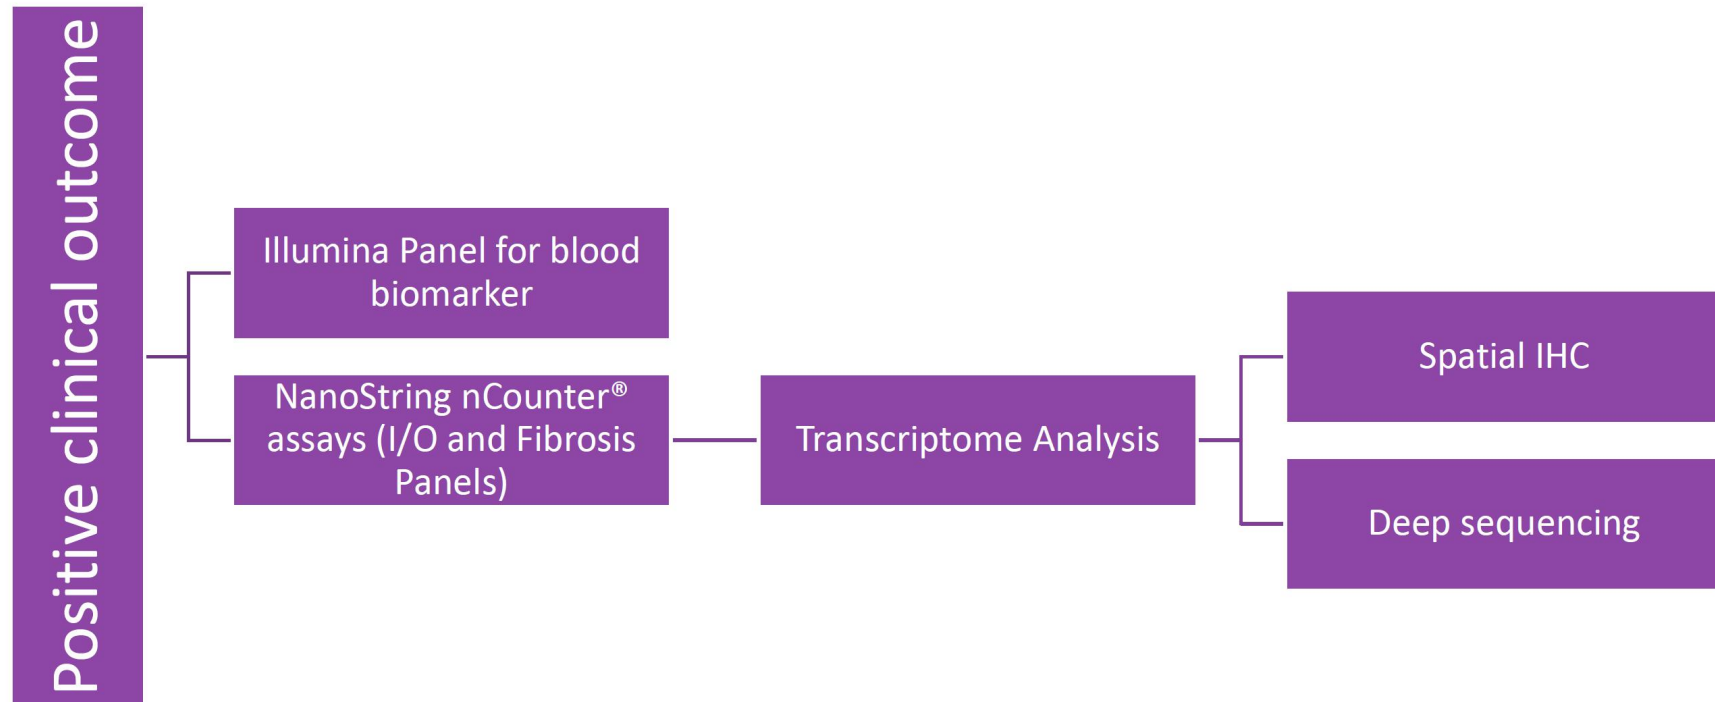 Positive clinical outcome
Illumina Panel for blood
biomarker
NanoString nCounter®
assays (I/O and Fibrosis
Panels)
Transcriptome Analysis
Spatial IHC
Deep sequencing